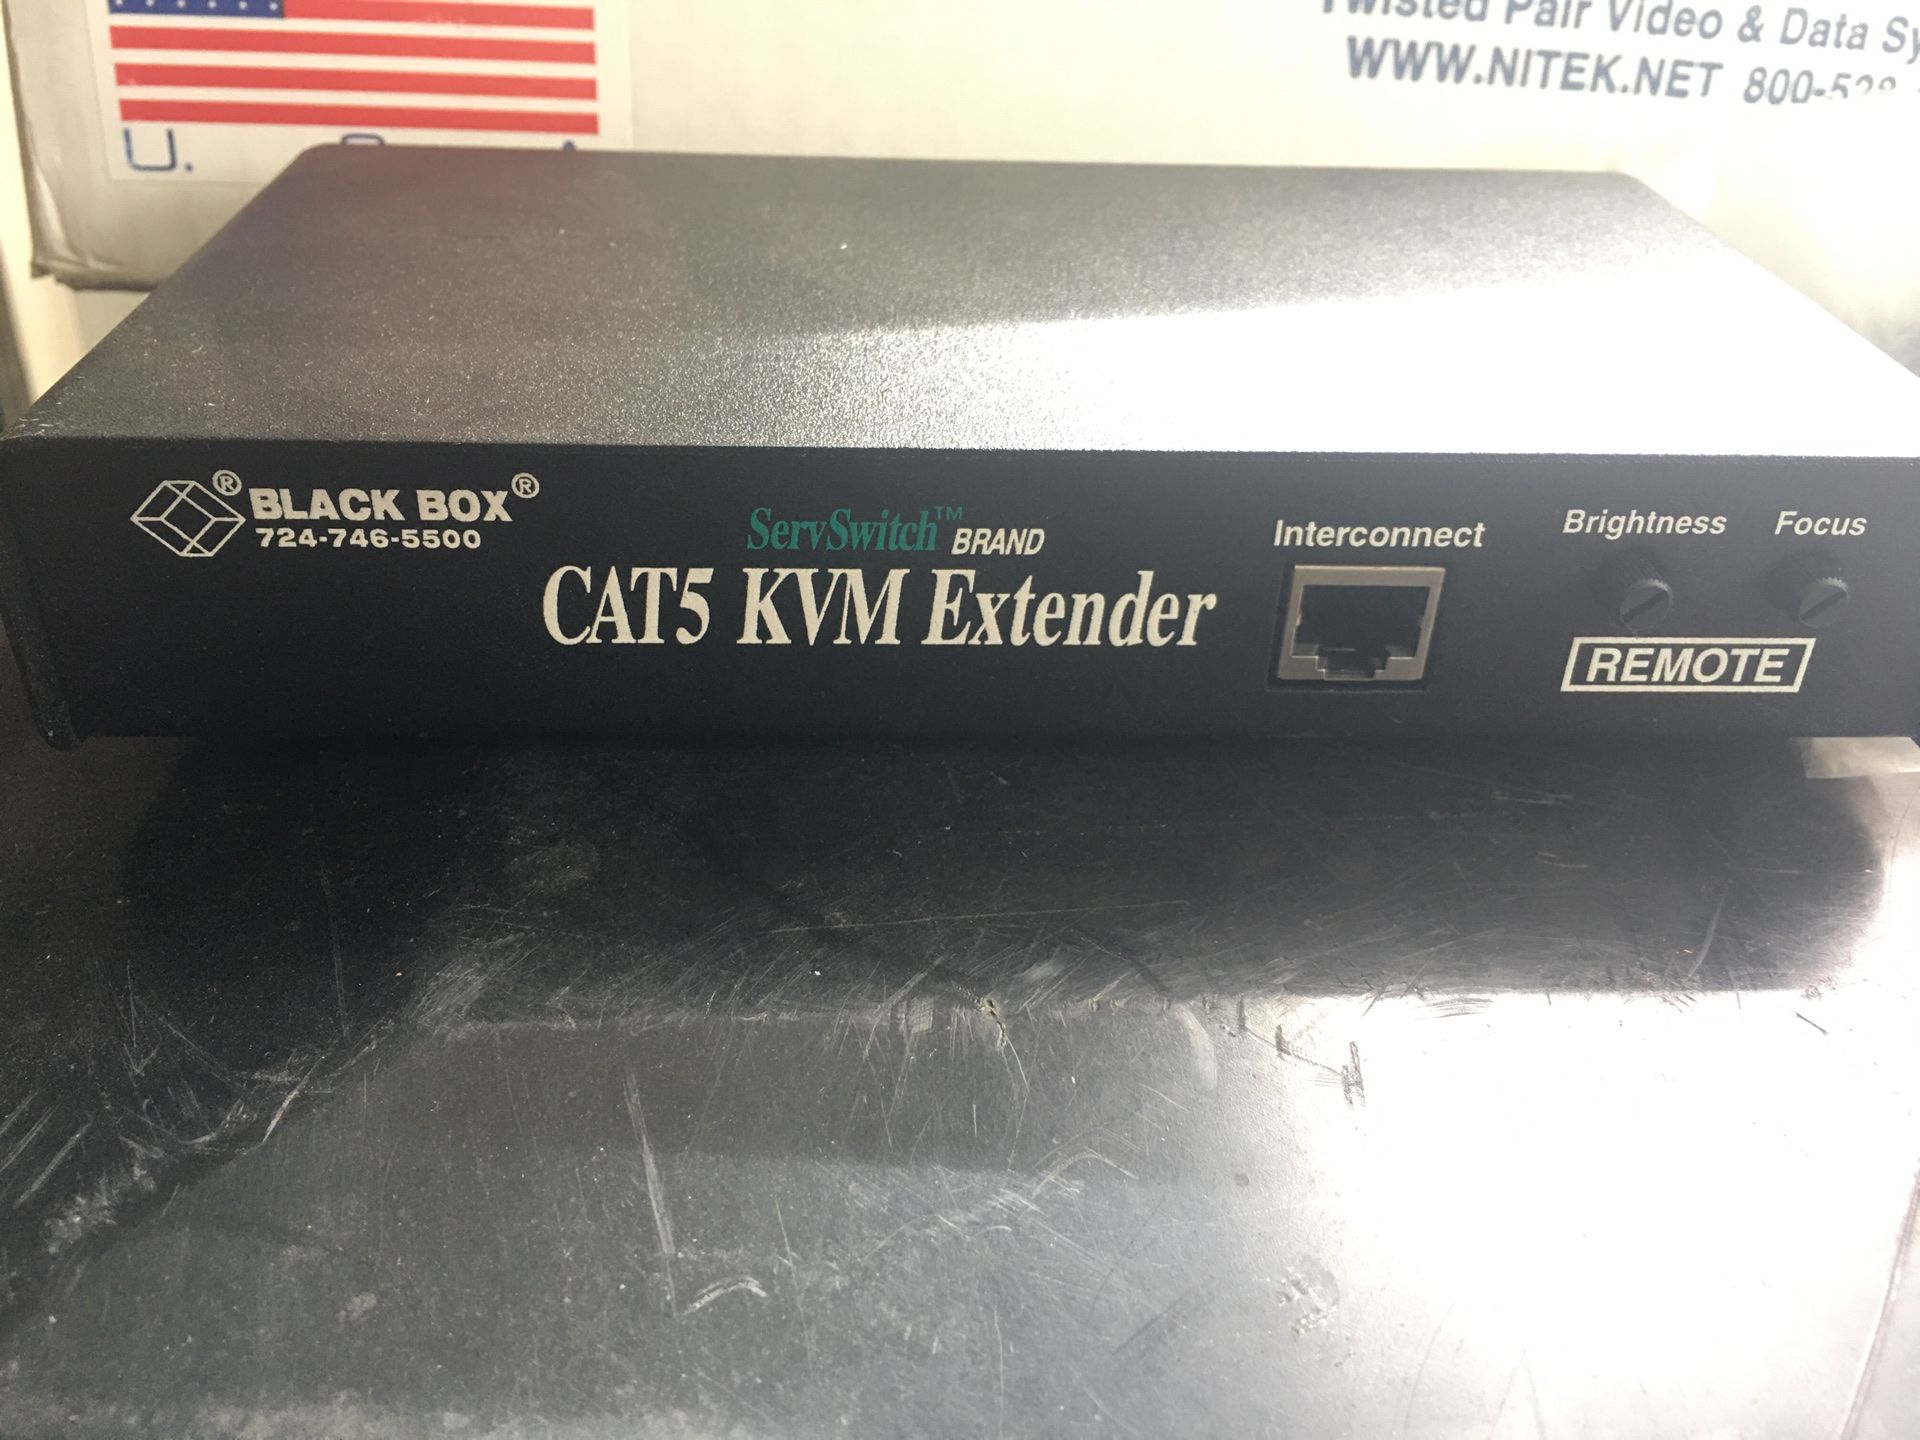 Twisted Pair Video & Data
WWW.NITEK.NET 800-
U. S. A
® BLACK BOX®
724-746-5500
ServSwitch™ BRAND
CAT5 KVM Extender
Interconnect
Brightness
Focus
REMOTE